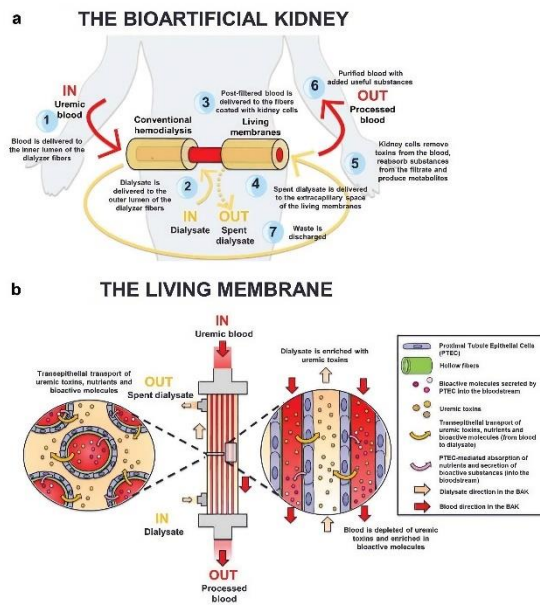 a
THE BIOARTIFICIAL KIDNEY
IN
Uremic
blood
1
Blood is delivered to
the inner lumen of the
dialyzer fibers
Conventional
hemodialysis
3
Post-filtered blood is
delivered to the fibers
coated with kidney cells
Living
membranes
6
Purified blood with
added useful substances
OUT
Processed
blood
5
Kidney cells remove
toxins from the blood,
reabsorb substances
from the filtrate and
produce metabolites
Dialysate is
delivered to the
outer lumen of the
dialyzer fibers
2
IN
Dialysate
OUT
Spent
dialysate
4
Spent dialysate is delivered
to the extracapillary space
of the living membranes
7
Waste is
discharged
b
THE LIVING MEMBRANE
IN
Uremic blood
Transepithelial transport of
uremic toxins, nutrients and
bioactive molecules
OUT
Spent dialysate
IN
Dialysate
OUT
Processed
blood
Dialysate is enriched with
uremic toxins
Blood is depleted of uremic
toxins and enriched in
bioactive molecules
Proximal Tubule Epithelial Cells
(PTEC)
Hollow fibers
Bioactive molecules secreted by
PTEC into the bloodstream
Uremic toxins
Transepithelial transport of
uremic toxins, nutrients and
bioactive molecules (from blood
to dialysate)
PTEC-mediated absorption of
nutrients and secretion of
bioactive substances (into the
bloodstream)
Dialysate direction in the BAK
Blood direction in the BAK